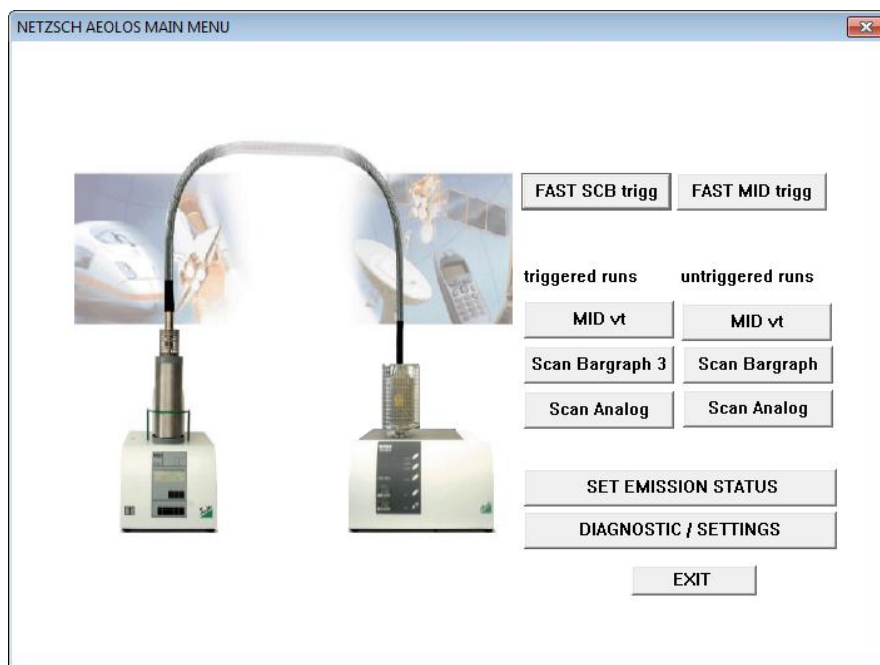 NETZSCH AEOLOS MAIN MENU
FAST SCB trigg
FAST MID trigg
triggered runs
untriggered runs
MID vt
MID vt
Scan Bargraph 3
Scan Bargraph
Scan Analog
Scan Analog
SET EMISSION STATUS
DIAGNOSTIC / SETTINGS
EXIT